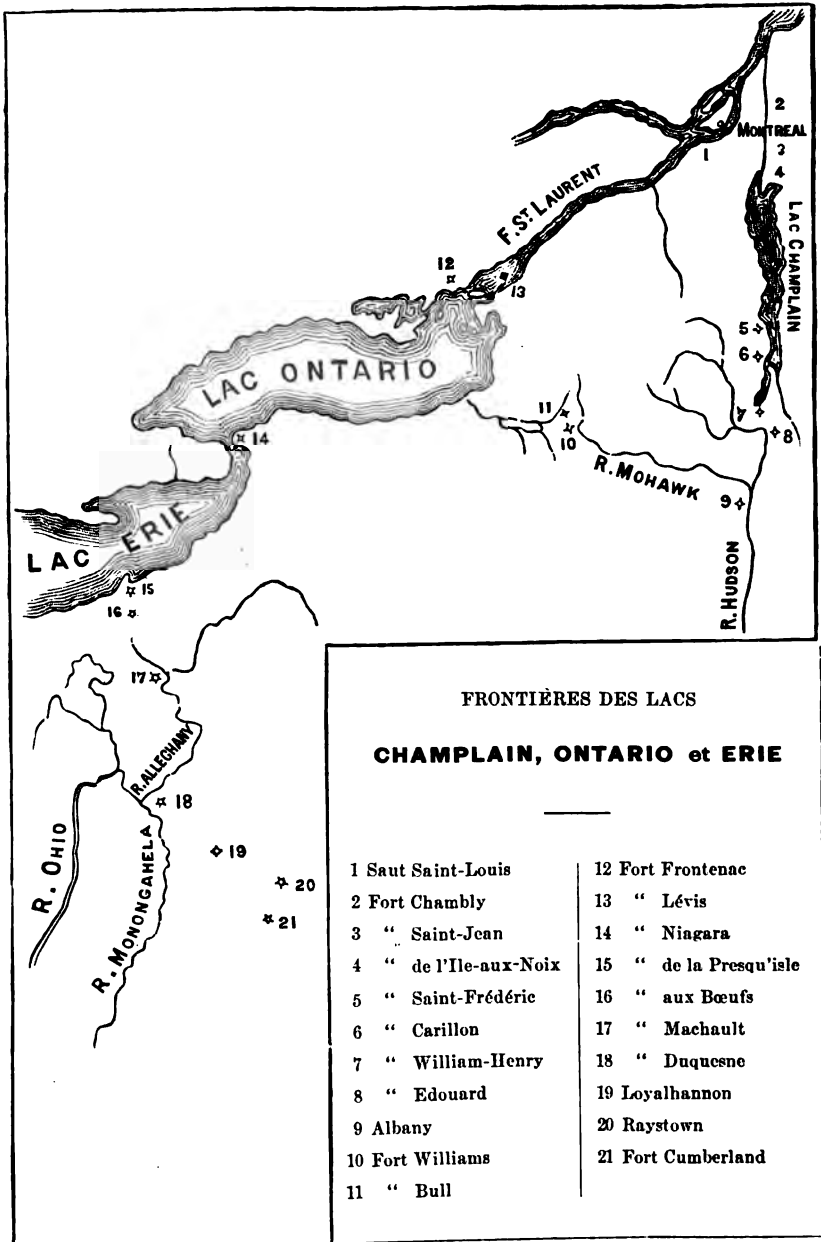 2
MONTREAL
1
3
4
F. ST LAURENT
LAC CHAMPLAIN
12
13
5
6
LAC ONTARIO
11
10
7
8
14
R. MOHAWK
9
LAC ERIE
R. HUDSON
15
16
17
R. ALLEGHANY
18
R. OHIO
R. MONONGAHELA
19
20
21
FRONTIÈRES DES LACS
CHAMPLAIN, ONTARIO et ERIE
1 Saut Saint-Louis
2 Fort Chambly
3 “ Saint-Jean
4 “ de l'Ile-aux-Noix
5 “ Saint-Frédéric
6 “ Carillon
7 “ William-Henry
8 “ Edouard
9 Albany
10 Fort Williams
11 “ Bull
12 Fort Frontenac
13 “ Lévis
14 “ Niagara
15 “ de la Presqu'isle
16 “ aux Bœufs
17 “ Machault
18 “ Duquesne
19 Loyalhannon
20 Raystown
21 Fort Cumberland